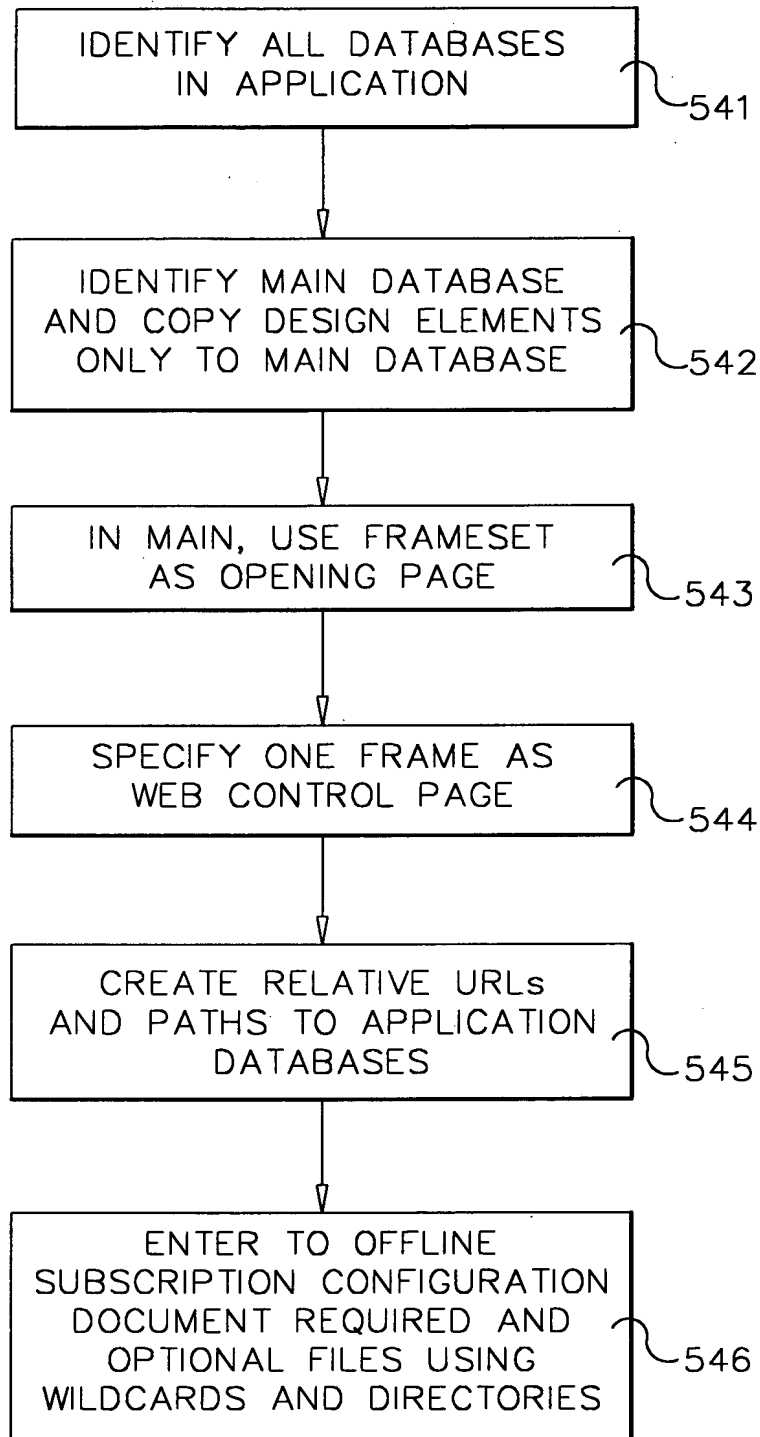 IDENTIFY ALL DATABASES
IN APPLICATION
541
IDENTIFY MAIN DATABASE
AND COPY DESIGN ELEMENTS
ONLY TO MAIN DATABASE
542
IN MAIN, USE FRAMESET
AS OPENING PAGE
543
SPECIFY ONE FRAME AS
WEB CONTROL PAGE
544
CREATE RELATIVE URLs
AND PATHS TO APPLICATION
DATABASES
545
ENTER TO OFFLINE
SUBSCRIPTION CONFIGURATION
DOCUMENT REQUIRED AND
OPTIONAL FILES USING
WILDCARDS AND DIRECTORIES
546